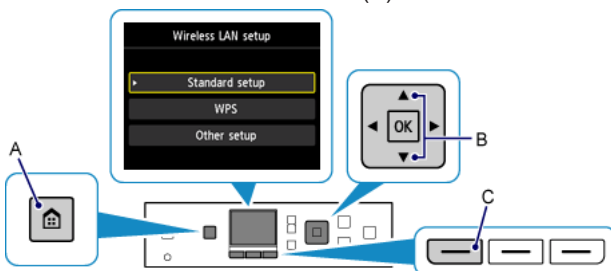 Wireless LAN setup
Standard setup
WPS
Other setup
OK
A
B
C